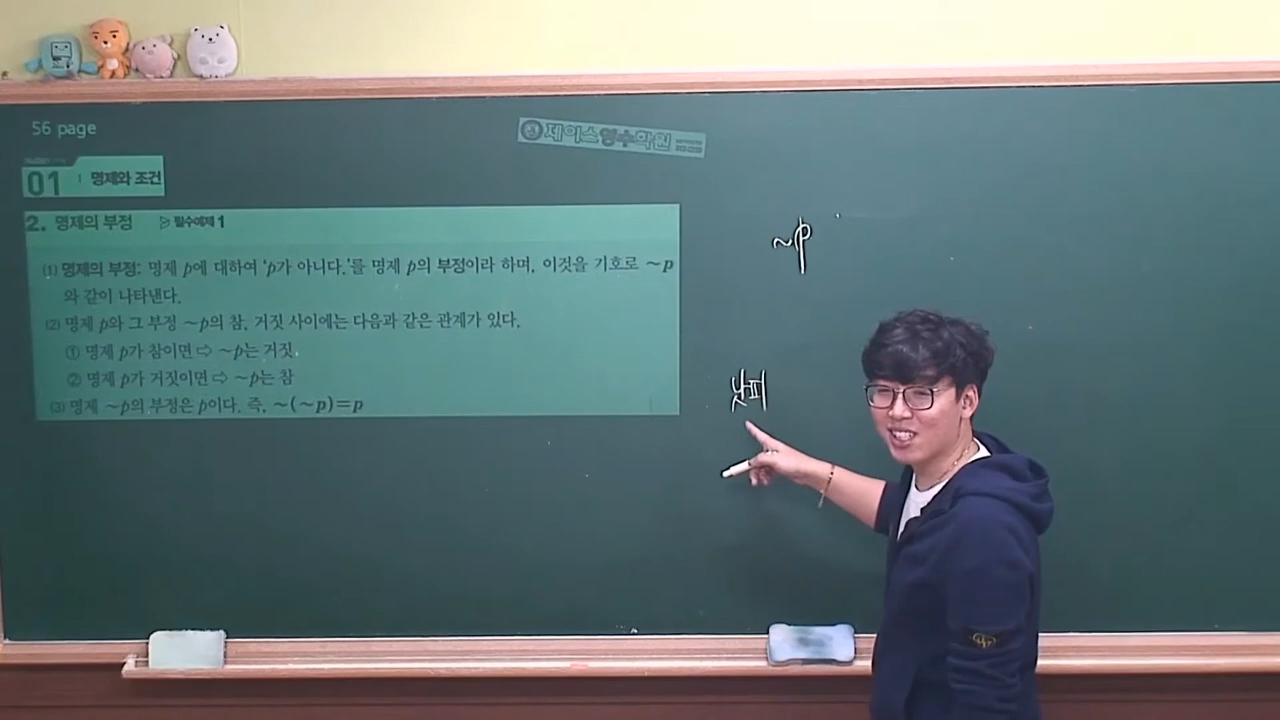 56 page
제이스영수학원
01 명제와 조건
2. 명제의 부정 ▷ 필수예제 1
(1) 명제의 부정: 명제 p에 대하여 'p가 아니다.'를 명제 p의 부정이라 하며, 이것을 기호로 ~p
와 같이 나타낸다.
(2) 명제 p와 그 부정 ~p의 참, 거짓 사이에는 다음과 같은 관계가 있다.
① 명제 p가 참이면 ⇨ ~p는 거짓
② 명제 p가 거짓이면 ⇨ ~p는 참
(3) 명제 ~p의 부정은 p이다. 즉, ~(~p)=p
~p
낫피